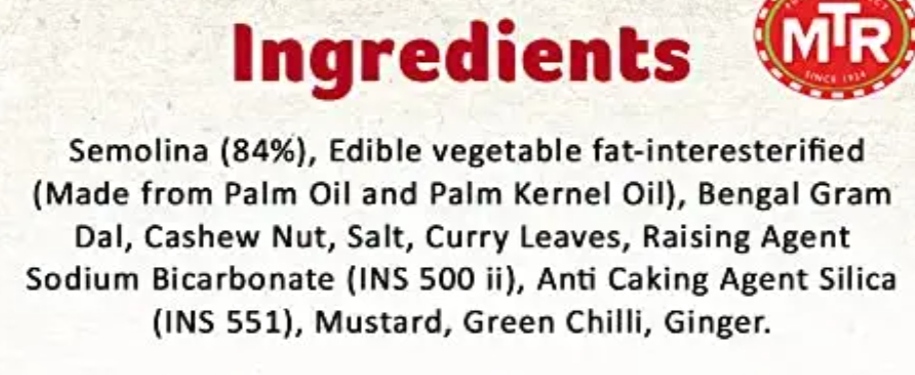 Ingredients
MTR
SINCE 1924
Semolina (84%), Edible vegetable fat-interesterified
(Made from Palm Oil and Palm Kernel Oil), Bengal Gram
Dal, Cashew Nut, Salt, Curry Leaves, Raising Agent
Sodium Bicarbonate (INS 500 ii), Anti Caking Agent Silica
(INS 551), Mustard, Green Chilli, Ginger.